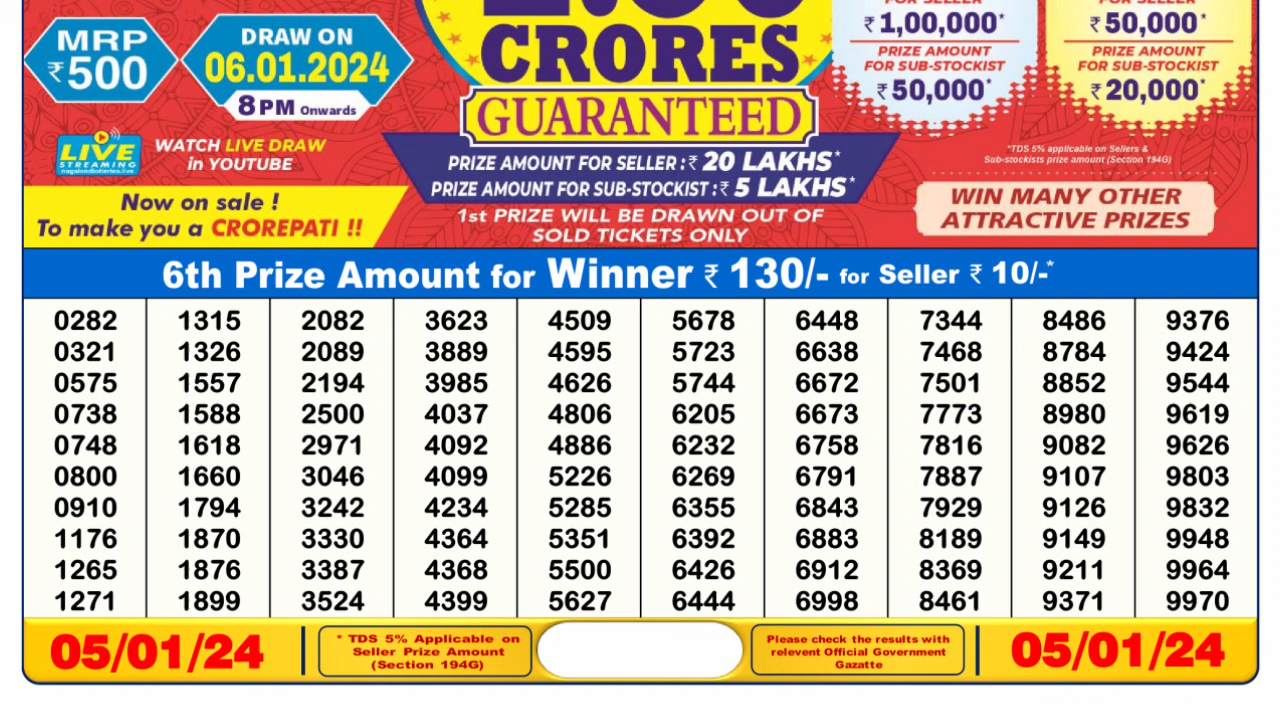 MRP
₹500
DRAW ON
06.01.2024
8 PM Onwards
CRORES
GUARANTEED
PRIZE AMOUNT FOR SELLER : ₹ 20 LAKHS*
PRIZE AMOUNT FOR SUB-STOCKIST : ₹ 5 LAKHS*
1st PRIZE WILL BE DRAWN OUT OF
SOLD TICKETS ONLY
₹ 1,00,000*
PRIZE AMOUNT
FOR SUB-STOCKIST
₹ 50,000*
₹ 50,000*
PRIZE AMOUNT
FOR SUB-STOCKIST
₹ 20,000*
*TDS 5% applicable on Sellers &
Sub-stockists prize amount (Section 194G)
LIVE
STREAMING
nagalandlotteries.live
WATCH LIVE DRAW
in YOUTUBE
Now on sale !
To make you a CROREPATI !!
WIN MANY OTHER
ATTRACTIVE PRIZES
6th Prize Amount for Winner ₹ 130/- for Seller ₹ 10/-*
0282 1315 2082 3623 4509 5678 6448 7344 8486 9376
0321 1326 2089 3889 4595 5723 6638 7468 8784 9424
0575 1557 2194 3985 4626 5744 6672 7501 8852 9544
0738 1588 2500 4037 4806 6205 6673 7773 8980 9619
0748 1618 2971 4092 4886 6232 6758 7816 9082 9626
0800 1660 3046 4099 5226 6269 6791 7887 9107 9803
0910 1794 3242 4234 5285 6355 6843 7929 9126 9832
1176 1870 3330 4364 5351 6392 6883 8189 9149 9948
1265 1876 3387 4368 5500 6426 6912 8369 9211 9964
1271 1899 3524 4399 5627 6444 6998 8461 9371 9970
05/01/24
* TDS 5% Applicable on
Seller Prize Amount
(Section 194G)
Please check the results with
relevent Official Government
Gazatte
05/01/24